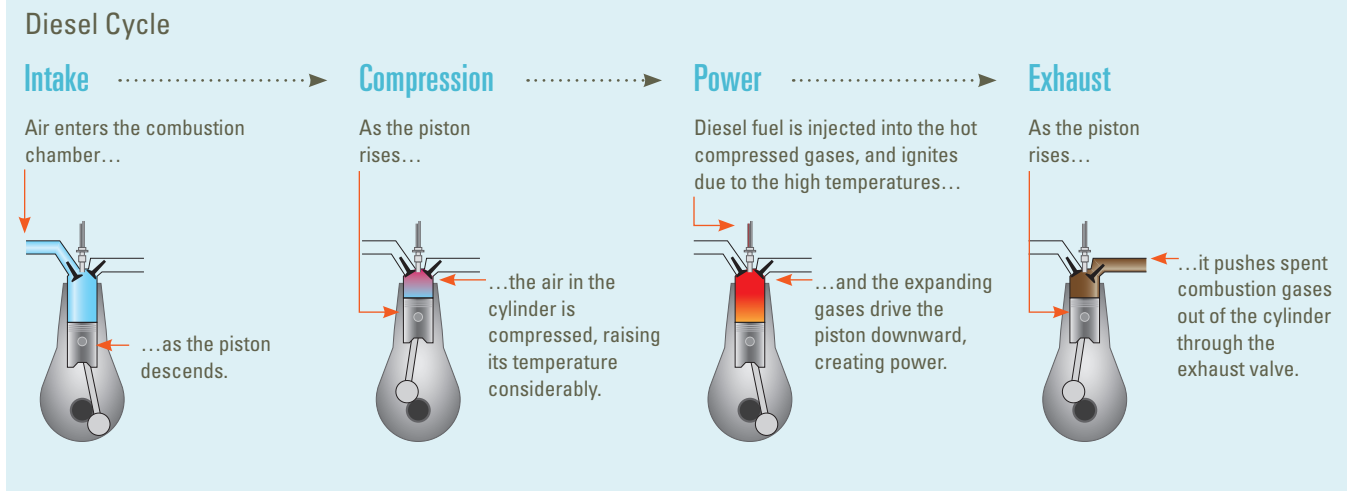 Diesel Cycle
Intake
Air enters the combustion
chamber…
…as the piston
descends.
Compression
As the piston
rises…
…the air in the
cylinder is
compressed, raising
its temperature
considerably.
Power
Diesel fuel is injected into the hot
compressed gases, and ignites
due to the high temperatures…
…and the expanding
gases drive the
piston downward,
creating power.
Exhaust
As the piston
rises…
…it pushes spent
combustion gases
out of the cylinder
through the
exhaust valve.